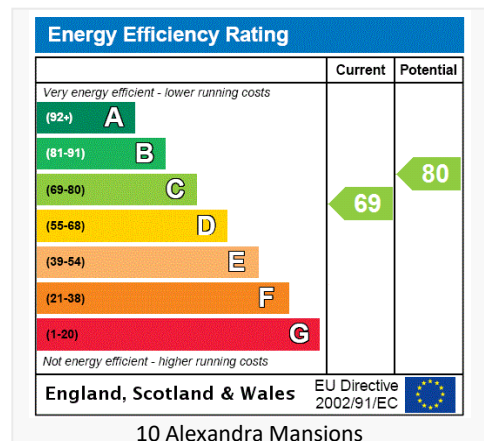 Energy Efficiency Rating
Current Potential
Very energy efficient - lower running costs
(92+) A
(81-91) B
(69-80) C
(55-68) D
(39-54) E
(21-38) F
(1-20) G
69
80
Not energy efficient - higher running costs
England, Scotland & Wales
EU Directive
2002/91/EC
10 Alexandra Mansions